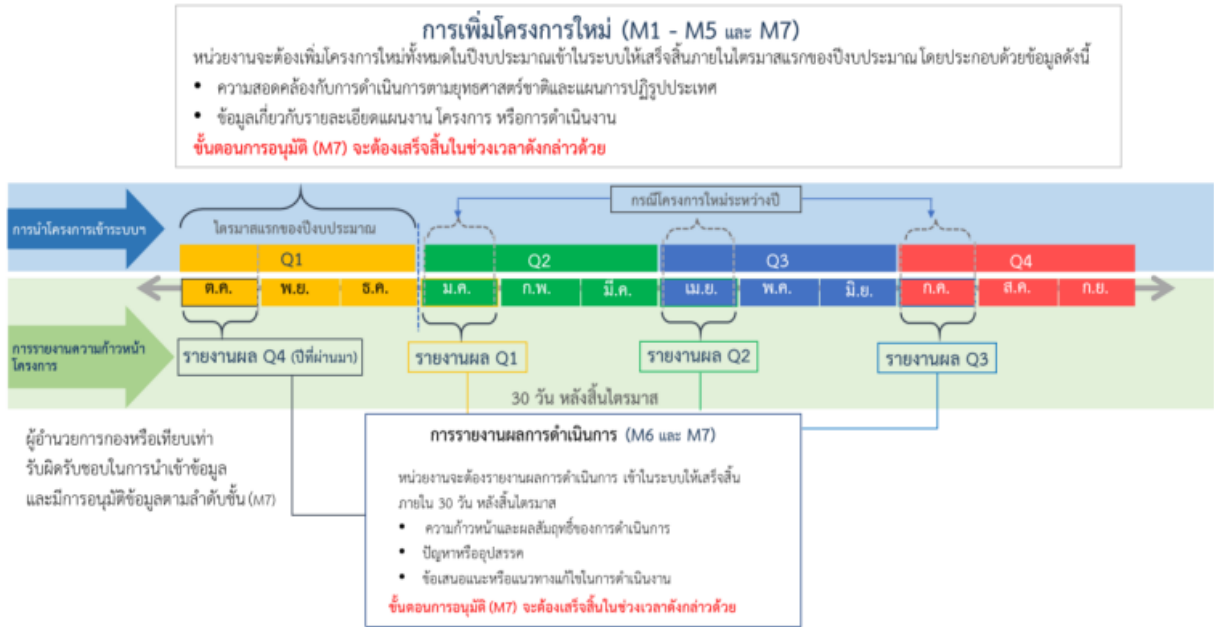 การเพิ่มโครงการใหม่ (M1 - M5 และ M7)
หน่วยงานจะต้องเพิ่มโครงการใหม่ทั้งหมดในปีงบประมาณเข้าในระบบให้เสร็จสิ้นภายในไตรมาสแรกของปีงบประมาณ โดยประกอบด้วยข้อมูลดังนี้
• ความสอดคล้องกับการดำเนินการตามยุทธศาสตร์ชาติและแผนการปฏิรูปประเทศ
• ข้อมูลเกี่ยวกับรายละเอียดแผนงาน โครงการ หรือการดำเนินงาน
ขั้นตอนการอนุมัติ (M7) จะต้องเสร็จสิ้นในช่วงเวลาดังกล่าวด้วย
กรณีโครงการใหม่ระหว่างปี
การนำโครงการเข้าระบบฯ
ไตรมาสแรกของปีงบประมาณ
Q1 Q2 Q3 Q4
ต.ค. พ.ย. ธ.ค. ม.ค. ก.พ. มี.ค. เม.ย. พ.ค. มิ.ย. ก.ค. ส.ค. ก.ย.
การรายงานความก้าวหน้า
โครงการ
รายงานผล Q4 (ปีที่ผ่านมา) รายงานผล Q1 รายงานผล Q2 รายงานผล Q3
30 วัน หลังสิ้นไตรมาส
ผู้อำนวยการกองหรือเทียบเท่า
รับผิดรับชอบในการนำเข้าข้อมูล
และมีการอนุมัติข้อมูลตามลำดับชั้น (M7)
การรายงานผลการดำเนินการ (M6 และ M7)
หน่วยงานจะต้องรายงานผลการดำเนินการ เข้าในระบบให้เสร็จสิ้น
ภายใน 30 วัน หลังสิ้นไตรมาส
• ความก้าวหน้าและผลสัมฤทธิ์ของการดำเนินการ
• ปัญหาหรืออุปสรรค
• ข้อเสนอแนะหรือแนวทางแก้ไขในการดำเนินงาน
ขั้นตอนการอนุมัติ (M7) จะต้องเสร็จสิ้นในช่วงเวลาดังกล่าวด้วย